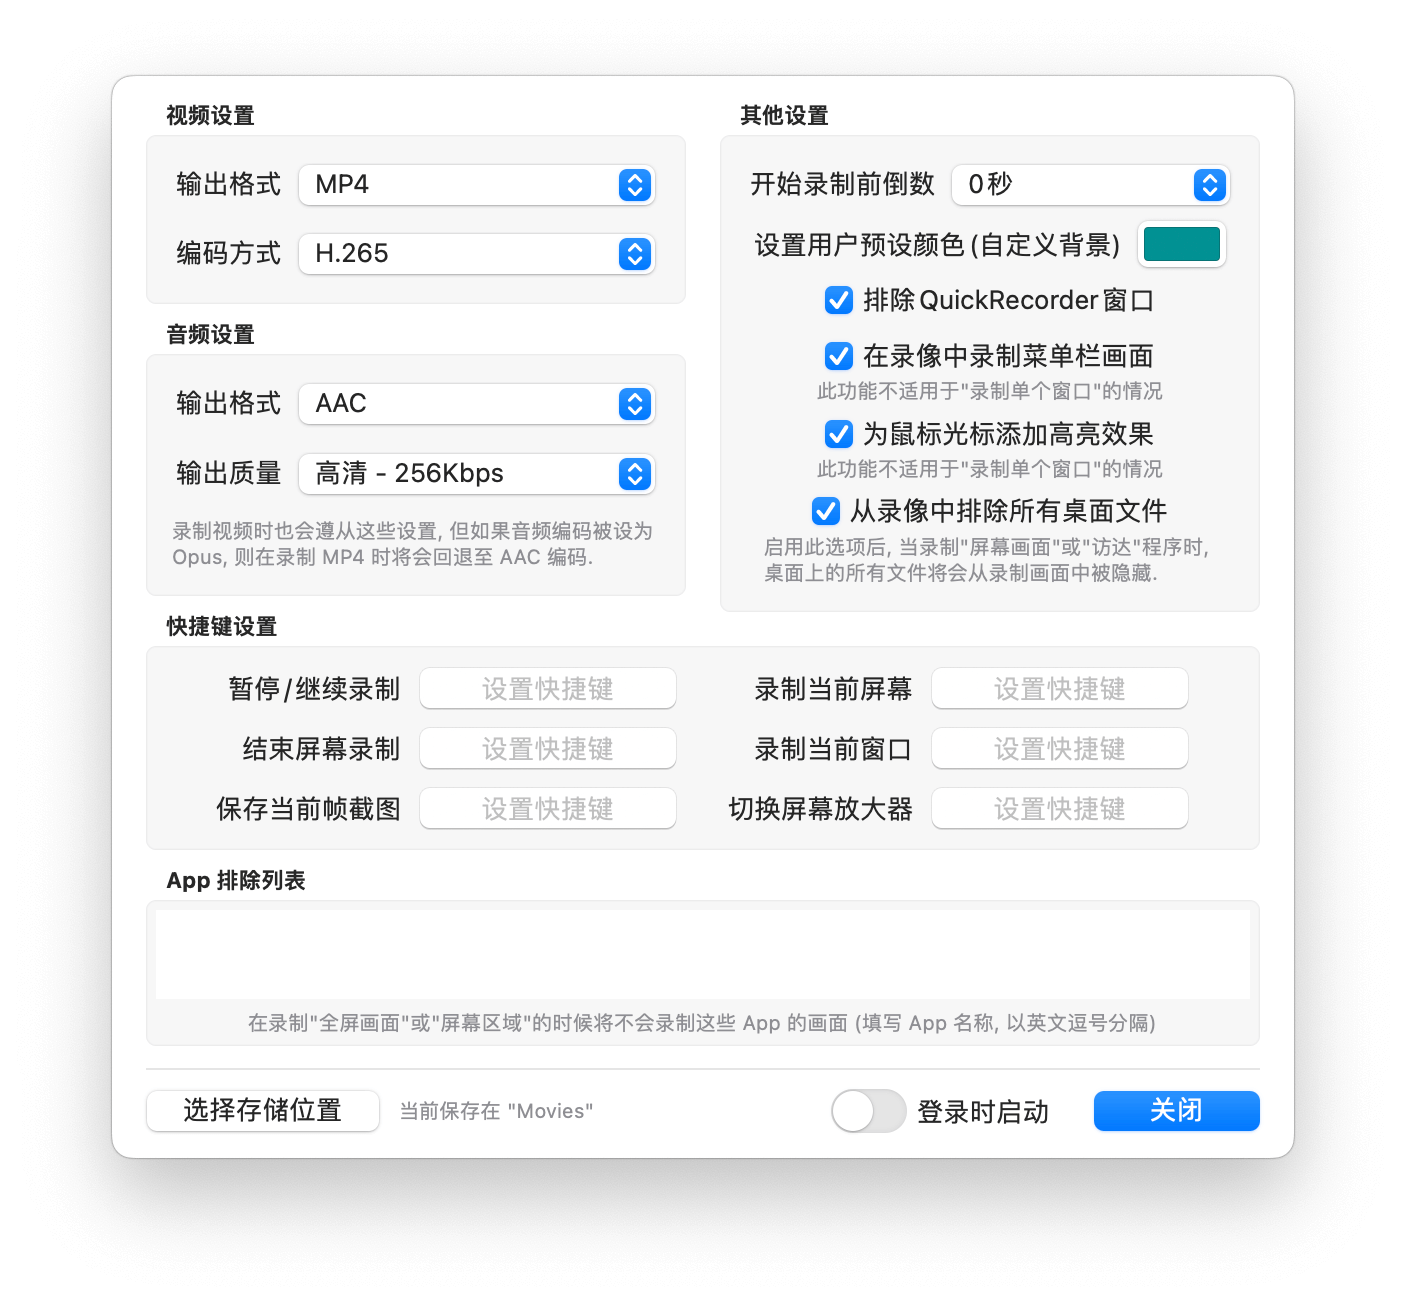 视频设置
输出格式 MP4
编码方式 H.265
音频设置
输出格式 AAC
输出质量 高清 - 256Kbps
录制视频时也会遵从这些设置, 但如果音频编码被设为
Opus, 则在录制 MP4 时将会回退至 AAC 编码.
其他设置
开始录制前倒数 0秒
设置用户预设颜色(自定义背景)
排除QuickRecorder窗口
在录像中录制菜单栏画面
此功能不适用于"录制单个窗口"的情况
为鼠标光标添加高亮效果
此功能不适用于"录制单个窗口"的情况
从录像中排除所有桌面文件
启用此选项后, 当录制"屏幕画面"或"访达"程序时,
桌面上的所有文件将会从录制画面中被隐藏.
快捷键设置
暂停/继续录制 设置快捷键 录制当前屏幕 设置快捷键
结束屏幕录制 设置快捷键 录制当前窗口 设置快捷键
保存当前帧截图 设置快捷键 切换屏幕放大器 设置快捷键
App 排除列表
在录制"全屏画面"或"屏幕区域"的时候将不会录制这些 App 的画面 (填写 App 名称, 以英文逗号分隔)
选择存储位置 当前保存在 "Movies" 登录时启动 关闭